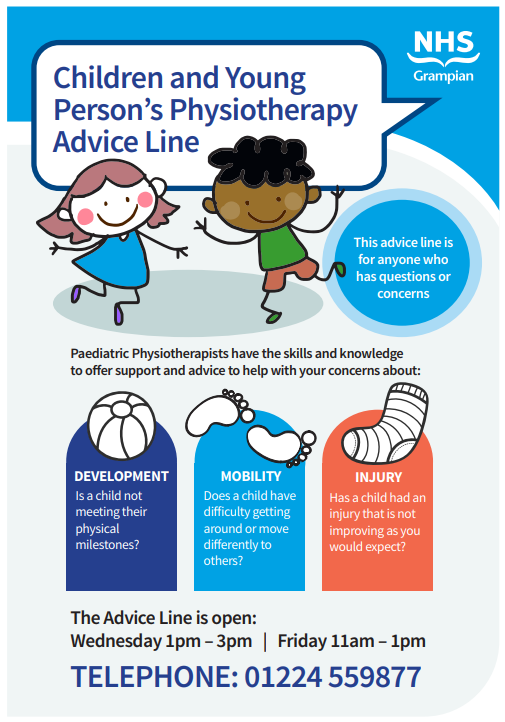 NHS
Grampian
Children and Young
Person's Physiotherapy
Advice Line
This advice line is
for anyone who
has questions or
concerns
Paediatric Physiotherapists have the skills and knowledge
to offer support and advice to help with your concerns about:
DEVELOPMENT
Is a child not
meeting their
physical
milestones?
MOBILITY
Does a child have
difficulty getting
around or move
differently to
others?
INJURY
Has a child had an
injury that is not
improving as you
would expect?
The Advice Line is open:
Wednesday 1pm – 3pm | Friday 11am – 1pm
TELEPHONE: 01224 559877